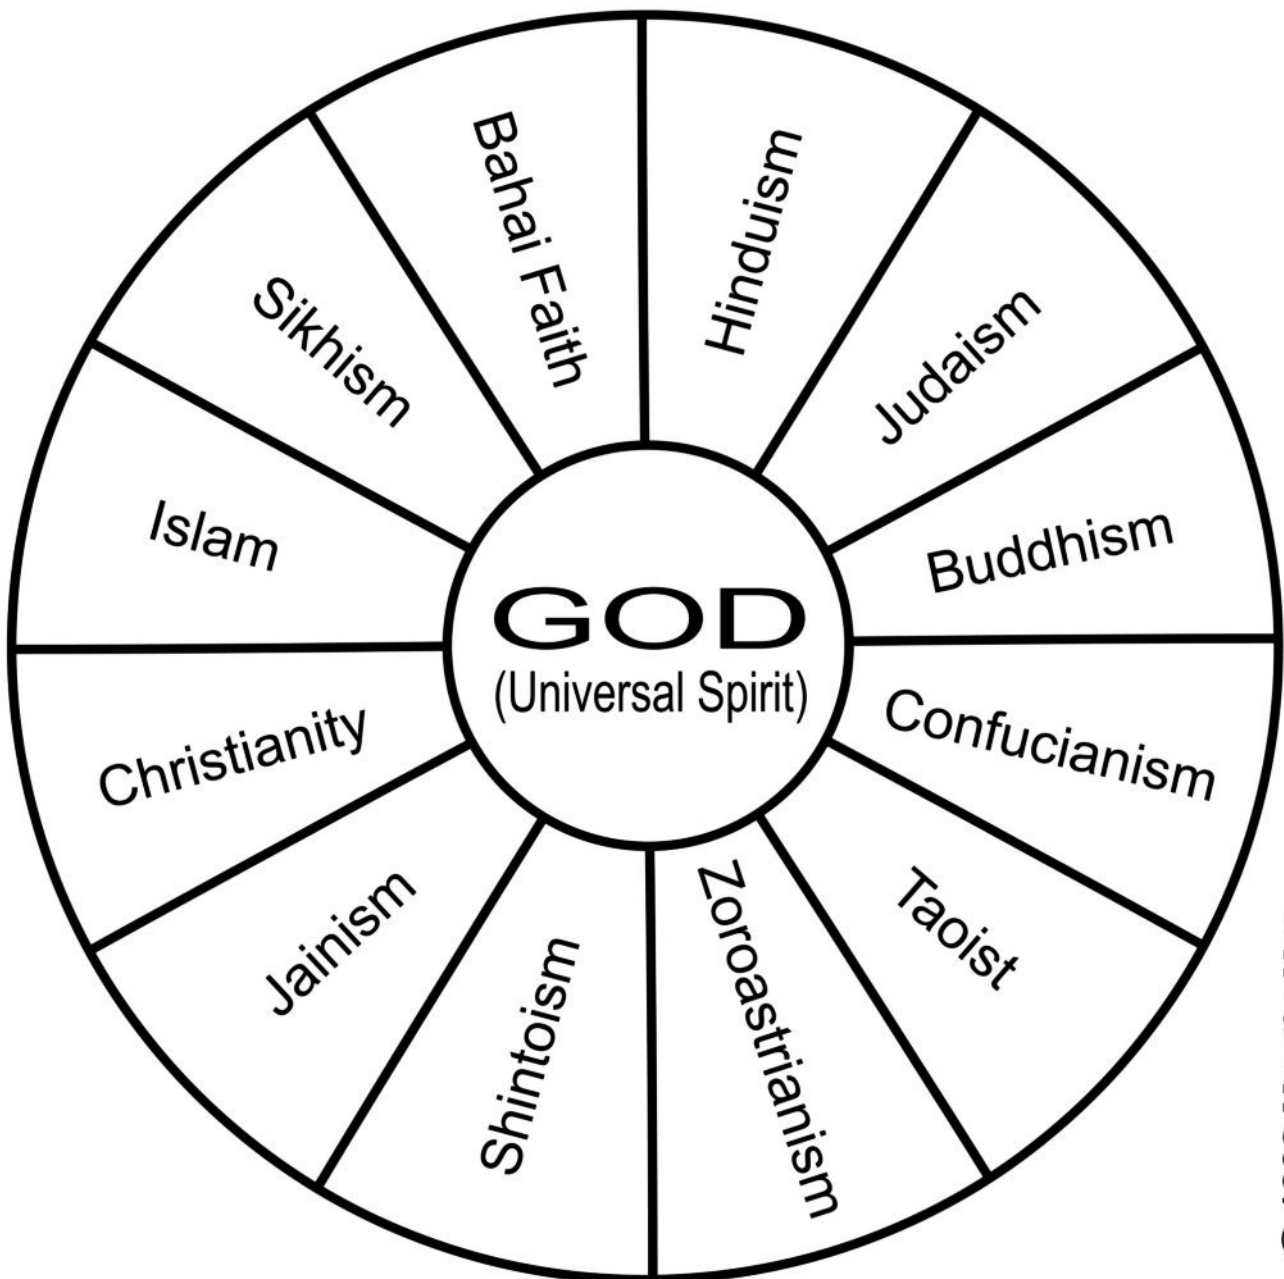 Bahai Faith
Hinduism
Judaism
Buddhism
Confucianism
Taoist
Zoroastrianism
Shintoism
Jainism
Christianity
Islam
Sikhism
GOD
(Universal Spirit)